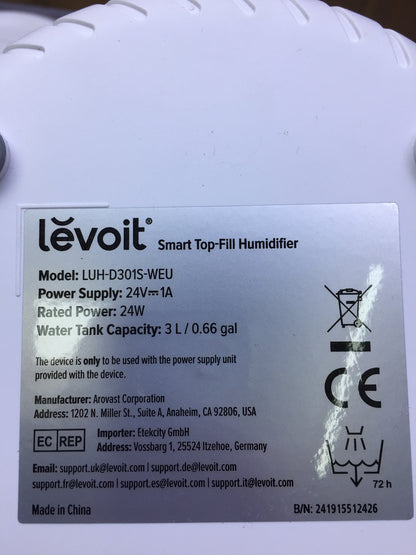 lĕvoit® Smart Top-Fill Humidifier
Model: LUH-D301S-WEU
Power Supply: 24V⎓1A
Rated Power: 24W
Water Tank Capacity: 3 L / 0.66 gal
The device is only to be used with the power supply unit
provided with the device.
Manufacturer: Arovast Corporation
Address: 1202 N. Miller St., Suite A, Anaheim, CA 92806, USA
EC REP
Importer: Etekcity GmbH
Address: Vossbarg 1, 25524 Itzehoe, Germany
Email: support.uk@levoit.com | support.de@levoit.com
support.fr@levoit.com | support.es@levoit.com | support.it@levoit.com
Made in China
CE
72 h
B/N: 241915512426